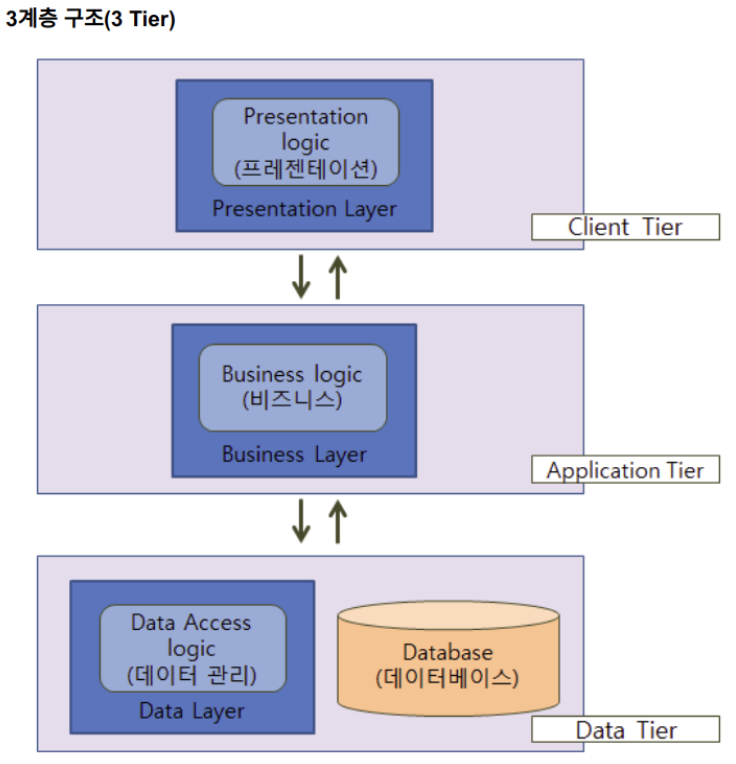 3계층 구조(3 Tier)
Presentation
logic
(프레젠테이션)
Presentation Layer
Client Tier
Business logic
(비즈니스)
Business Layer
Application Tier
Data Access
logic
(데이터 관리)
Data Layer
Database
(데이터베이스)
Data Tier